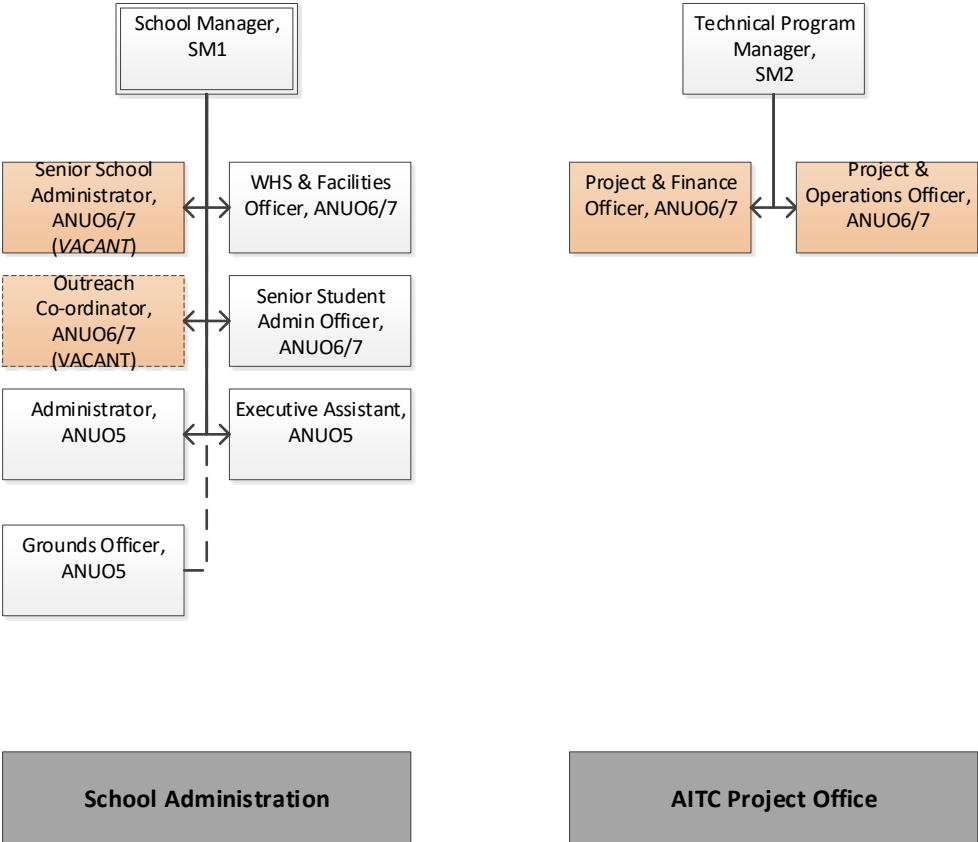 School Manager,
SM1
Technical Program
Manager,
SM2
Senior School
Administrator,
ANUO6/7
(VACANT)
WHS & Facilities
Officer, ANUO6/7
Project & Finance
Officer, ANUO6/7
Project &
Operations Officer,
ANUO6/7
Outreach
Co-ordinator,
ANUO6/7
(VACANT)
Senior Student
Admin Officer,
ANUO6/7
Administrator,
ANUO5
Executive Assistant,
ANUO5
Grounds Officer,
ANUO5
School Administration
AITC Project Office